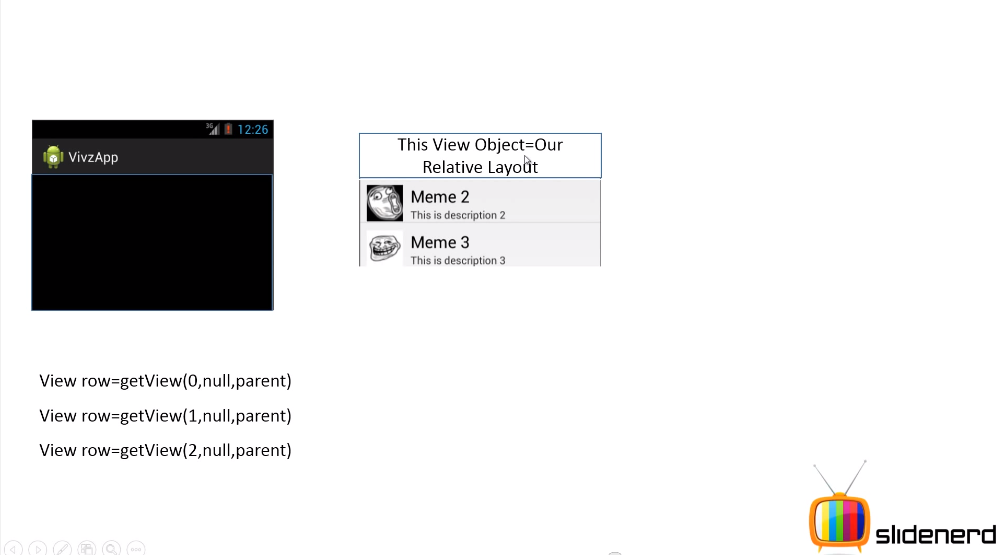 3G 12:26
VivzApp
This View Object=Our
Relative Layout
Meme 2
This is description 2
Meme 3
This is description 3
View row=getView(0,null,parent)
View row=getView(1,null,parent)
View row=getView(2,null,parent)
slidenerd